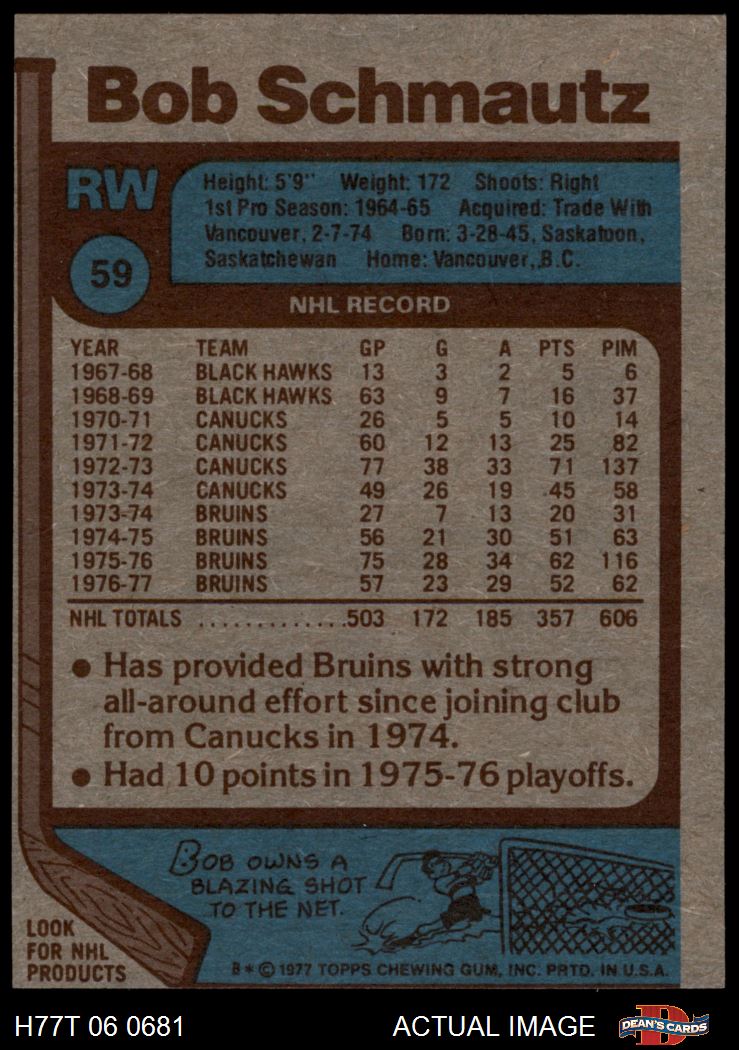 Bob Schmautz
RW
59
Height: 5'9" Weight: 172 Shoots: Right
1st Pro Season: 1964-65 Acquired: Trade With
Vancouver, 2-7-74 Born: 3-28-45, Saskatoon,
Saskatchewan Home: Vancouver, B.C.
NHL RECORD
YEAR TEAM GP G A PTS PIM
1967-68 BLACK HAWKS 13 3 2 5 6
1968-69 BLACK HAWKS 63 9 7 16 37
1970-71 CANUCKS 26 5 5 10 14
1971-72 CANUCKS 60 12 13 25 82
1972-73 CANUCKS 77 38 33 71 137
1973-74 CANUCKS 49 26 19 45 58
1973-74 BRUINS 27 7 13 20 31
1974-75 BRUINS 56 21 30 51 63
1975-76 BRUINS 75 28 34 62 116
1976-77 BRUINS 57 23 29 52 62
NHL TOTALS .............503 172 185 357 606
• Has provided Bruins with strong
all-around effort since joining club
from Canucks in 1974.
• Had 10 points in 1975-76 playoffs.
BOB OWNS A
BLAZING SHOT
TO THE NET.
LOOK
FOR NHL
PRODUCTS
B * © 1977 TOPPS CHEWING GUM, INC. PRTD. IN U.S.A.
H77T 06 0681 ACTUAL IMAGE
D
DEAN'S CARDS